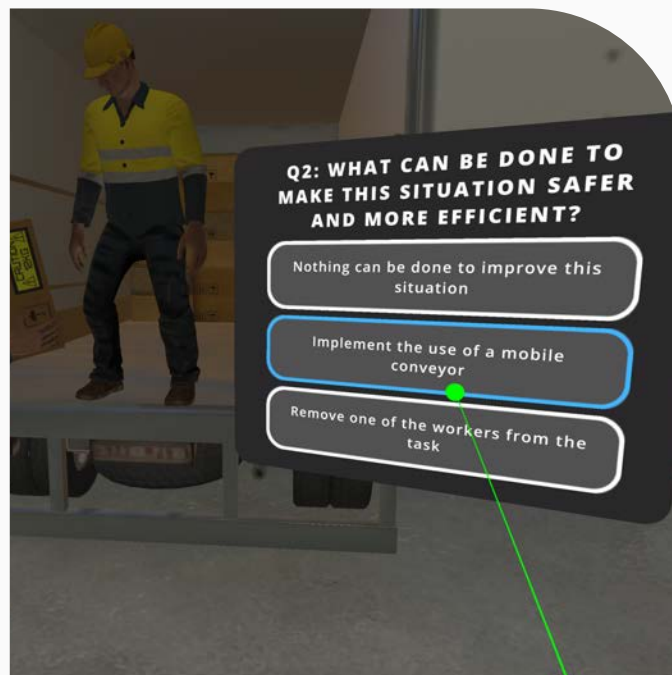 Q2: WHAT CAN BE DONE TO
MAKE THIS SITUATION SAFER
AND MORE EFFICIENT?
Nothing can be done to improve this
situation
Implement the use of a mobile
conveyor
Remove one of the workers from the
task